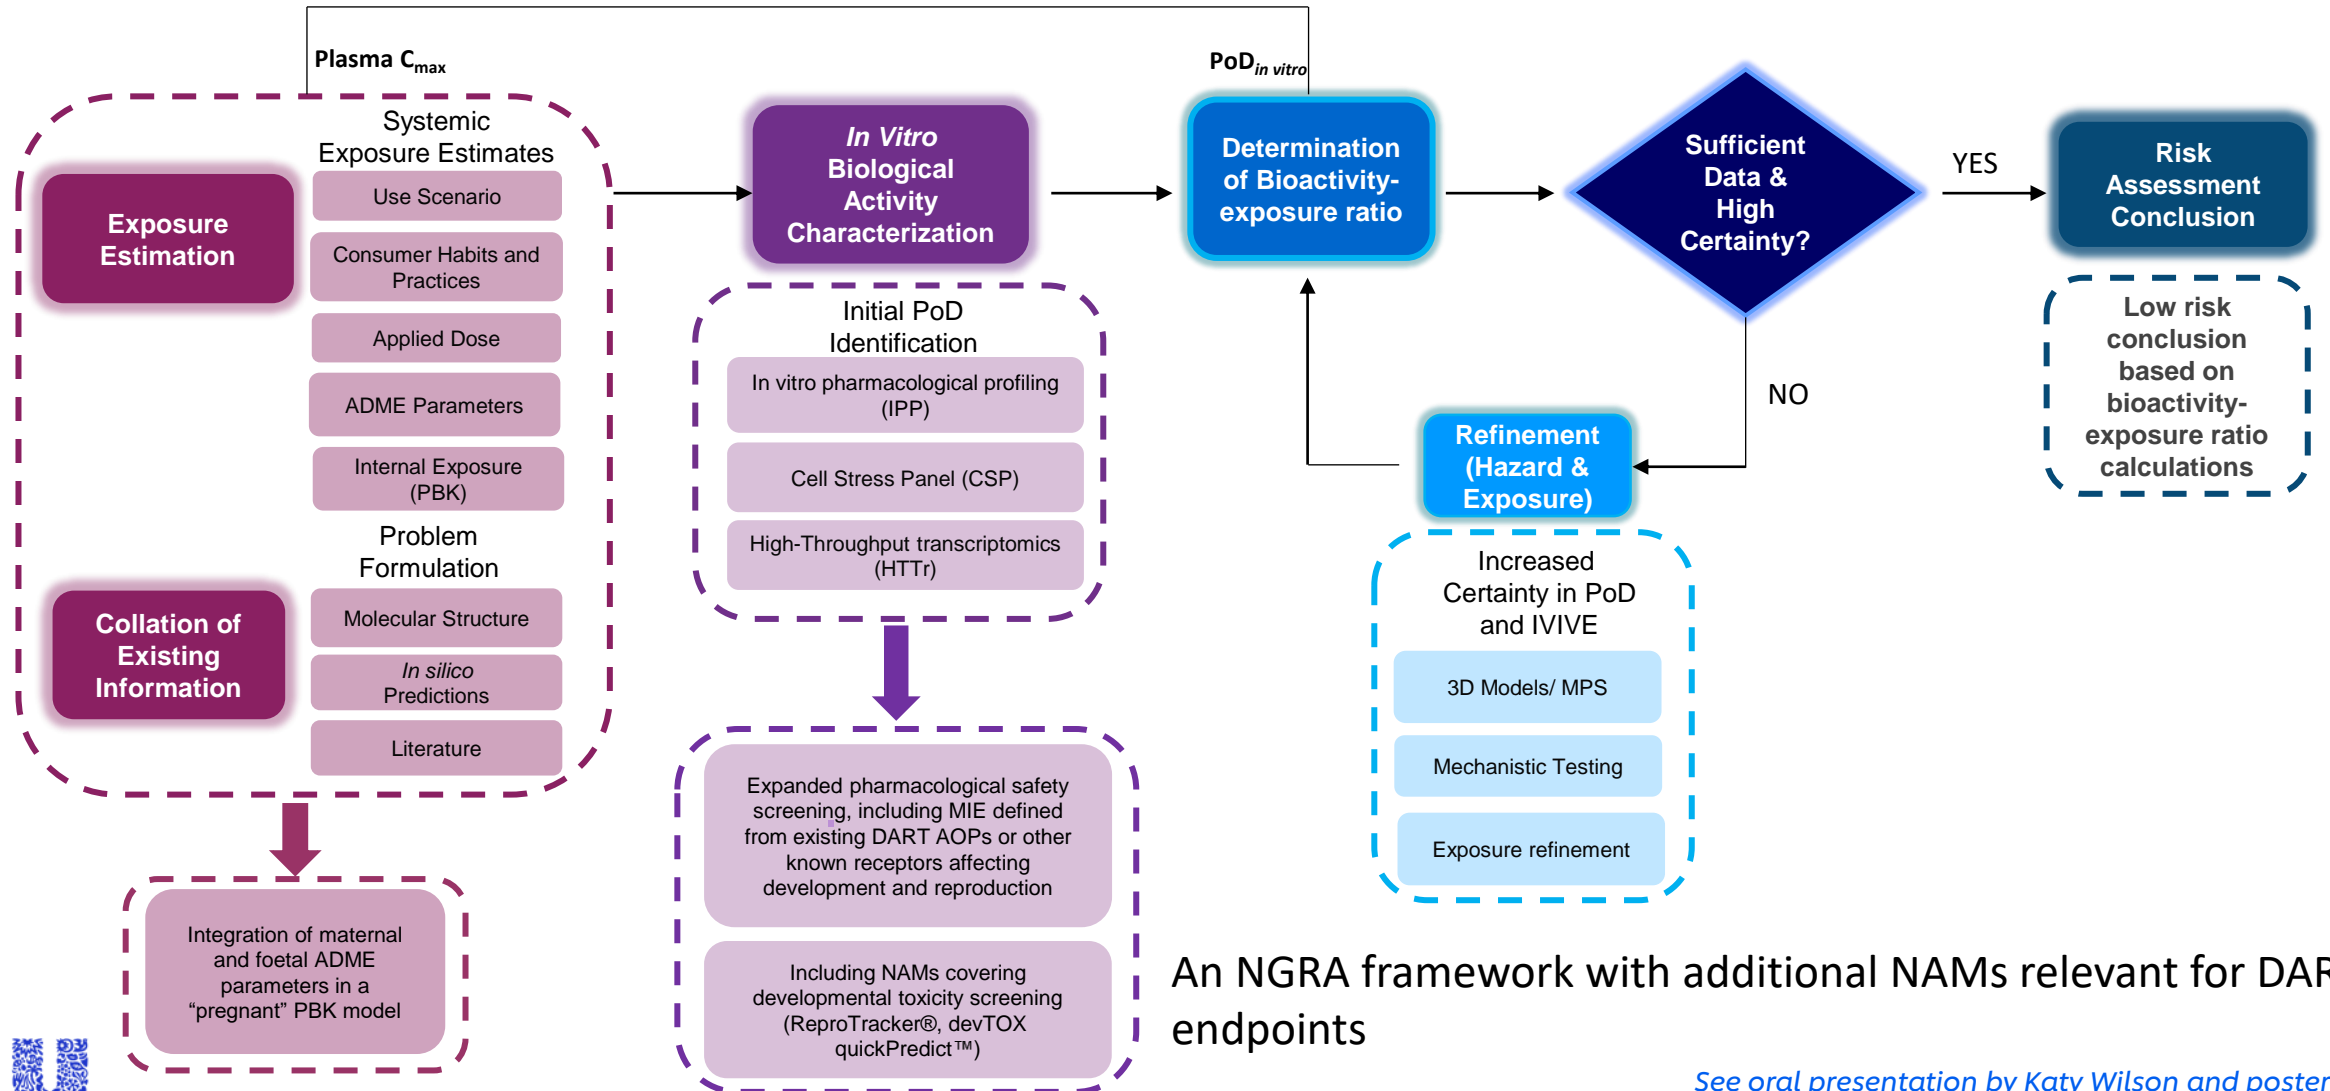 Plasma Cmax
PoDin vitro
Systemic
Exposure Estimates
Exposure
Estimation
Use Scenario
Consumer Habits and
Practices
Applied Dose
ADME Parameters
Internal Exposure
(PBK)
Problem
Formulation
Collation of
Existing
Information
Molecular Structure
In silico
Predictions
Literature
Integration of maternal
and foetal ADME
parameters in a
“pregnant” PBK model
In Vitro
Biological
Activity
Characterization
Initial PoD
Identification
In vitro pharmacological profiling
(IPP)
Cell Stress Panel (CSP)
High-Throughput transcriptomics
(HTTr)
Expanded pharmacological safety
screening, including MIE defined
from existing DART AOPs or other
known receptors affecting
development and reproduction
Including NAMs covering
developmental toxicity screening
(ReproTracker®, devTOX
quickPredict™)
Determination
of Bioactivity-
exposure ratio
Sufficient
Data &
High
Certainty?
YES
NO
Risk
Assessment
Conclusion
Low risk
conclusion
based on
bioactivity-
exposure ratio
calculations
Refinement
(Hazard &
Exposure)
Increased
Certainty in PoD
and IVIVE
3D Models/ MPS
Mechanistic Testing
Exposure refinement
An NGRA framework with additional NAMs relevant for DAR
endpoints
See oral presentation by Katy Wilson and poster